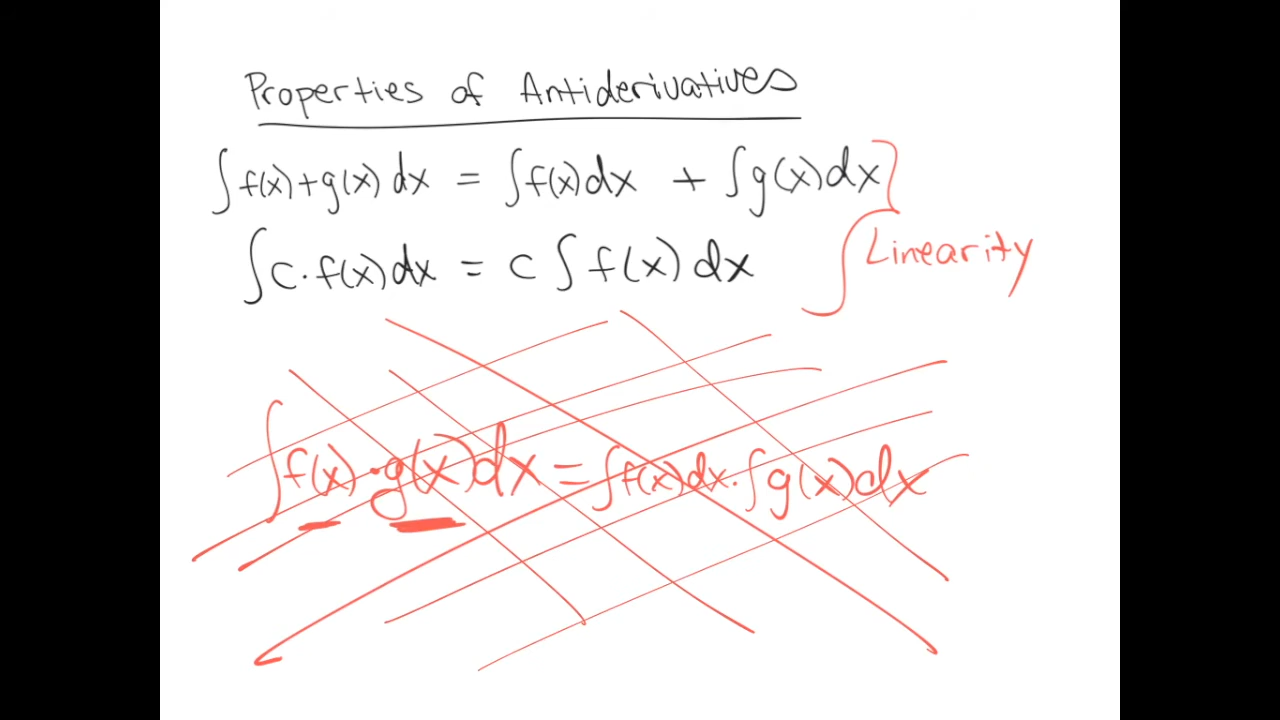 Properties of Antiderivatives
∫f(x)+g(x) dx = ∫f(x)dx + ∫g(x)dx
∫c·f(x)dx = c ∫f(x) dx
Linearity
∫f(x)·g(x)dx = ∫f(x)dx·∫g(x)dx